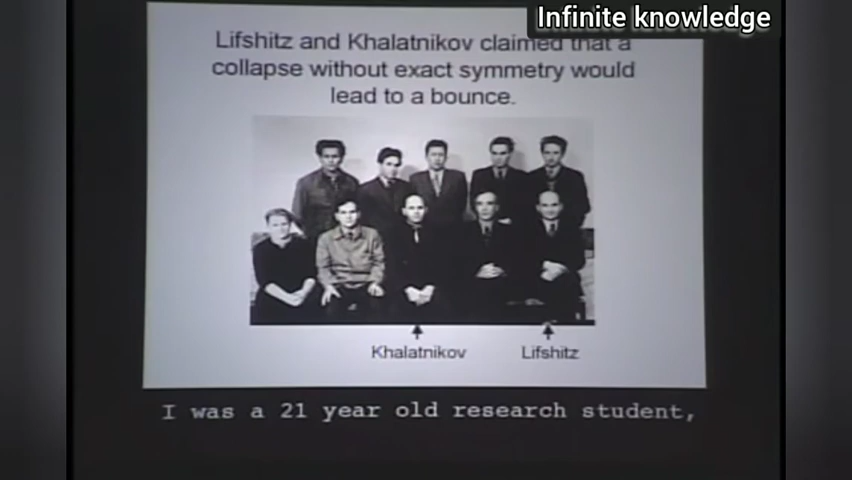 Infinite knowledge
Lifshitz and Khalatnikov claimed that a
collapse without exact symmetry would
lead to a bounce.
Khalatnikov
Lifshitz
I was a 21 year old research student,